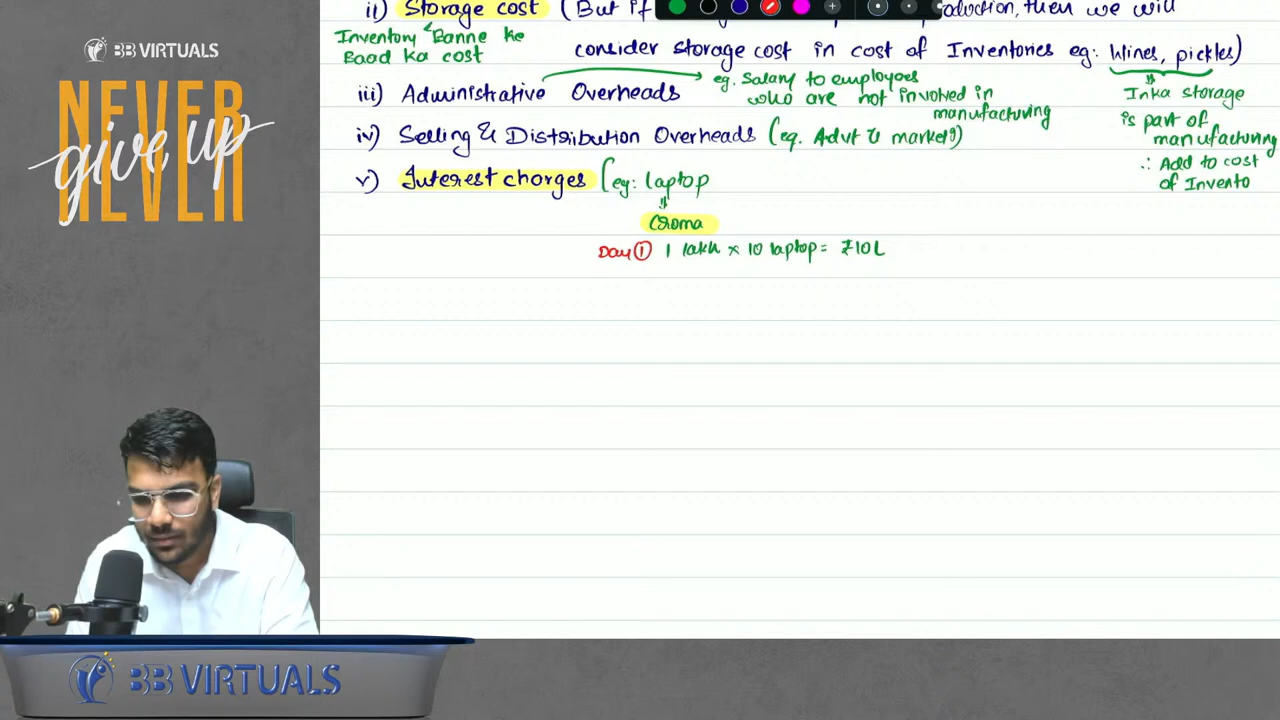 BB VIRTUALS
NEVER
give up
NEVER
ii) Storage cost (But if
oduction, then we will
Inventory Banne ke
Baad ka cost
consider storage cost in cost of Inventories eg: Wines, pickles)
iii) Administrative Overheads
eg. Salary to employees
who are not involved in
manufacturing
Inka storage
is part of
manufacturing
∴ Add to cost
of Invento
iv) Selling & Distribution Overheads (eg. Advt & marketg)
v) Interest charges (eg: laptop
Croma
Day ① 1 lakh × 10 laptop = ₹10L
BB VIRTUALS